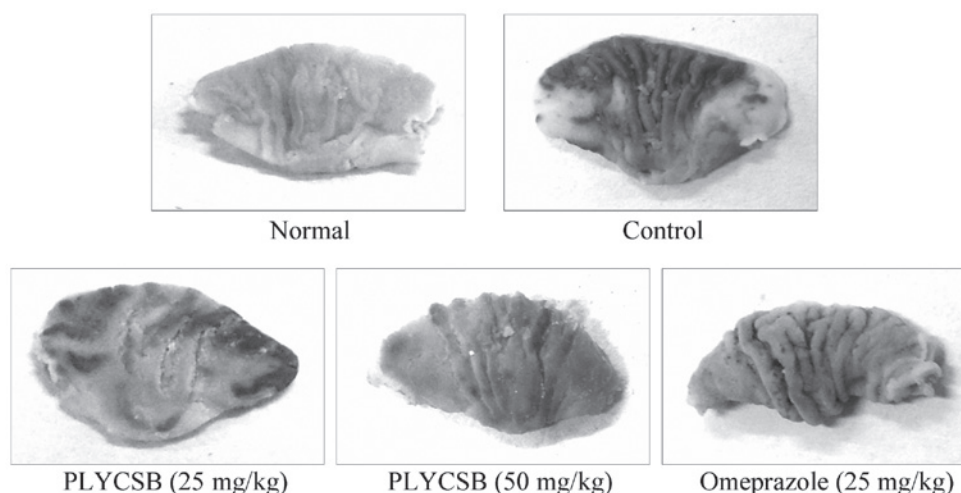 Normal
Control
PLYCSB (25 mg/kg)
PLYCSB (50 mg/kg)
Omeprazole (25 mg/kg)